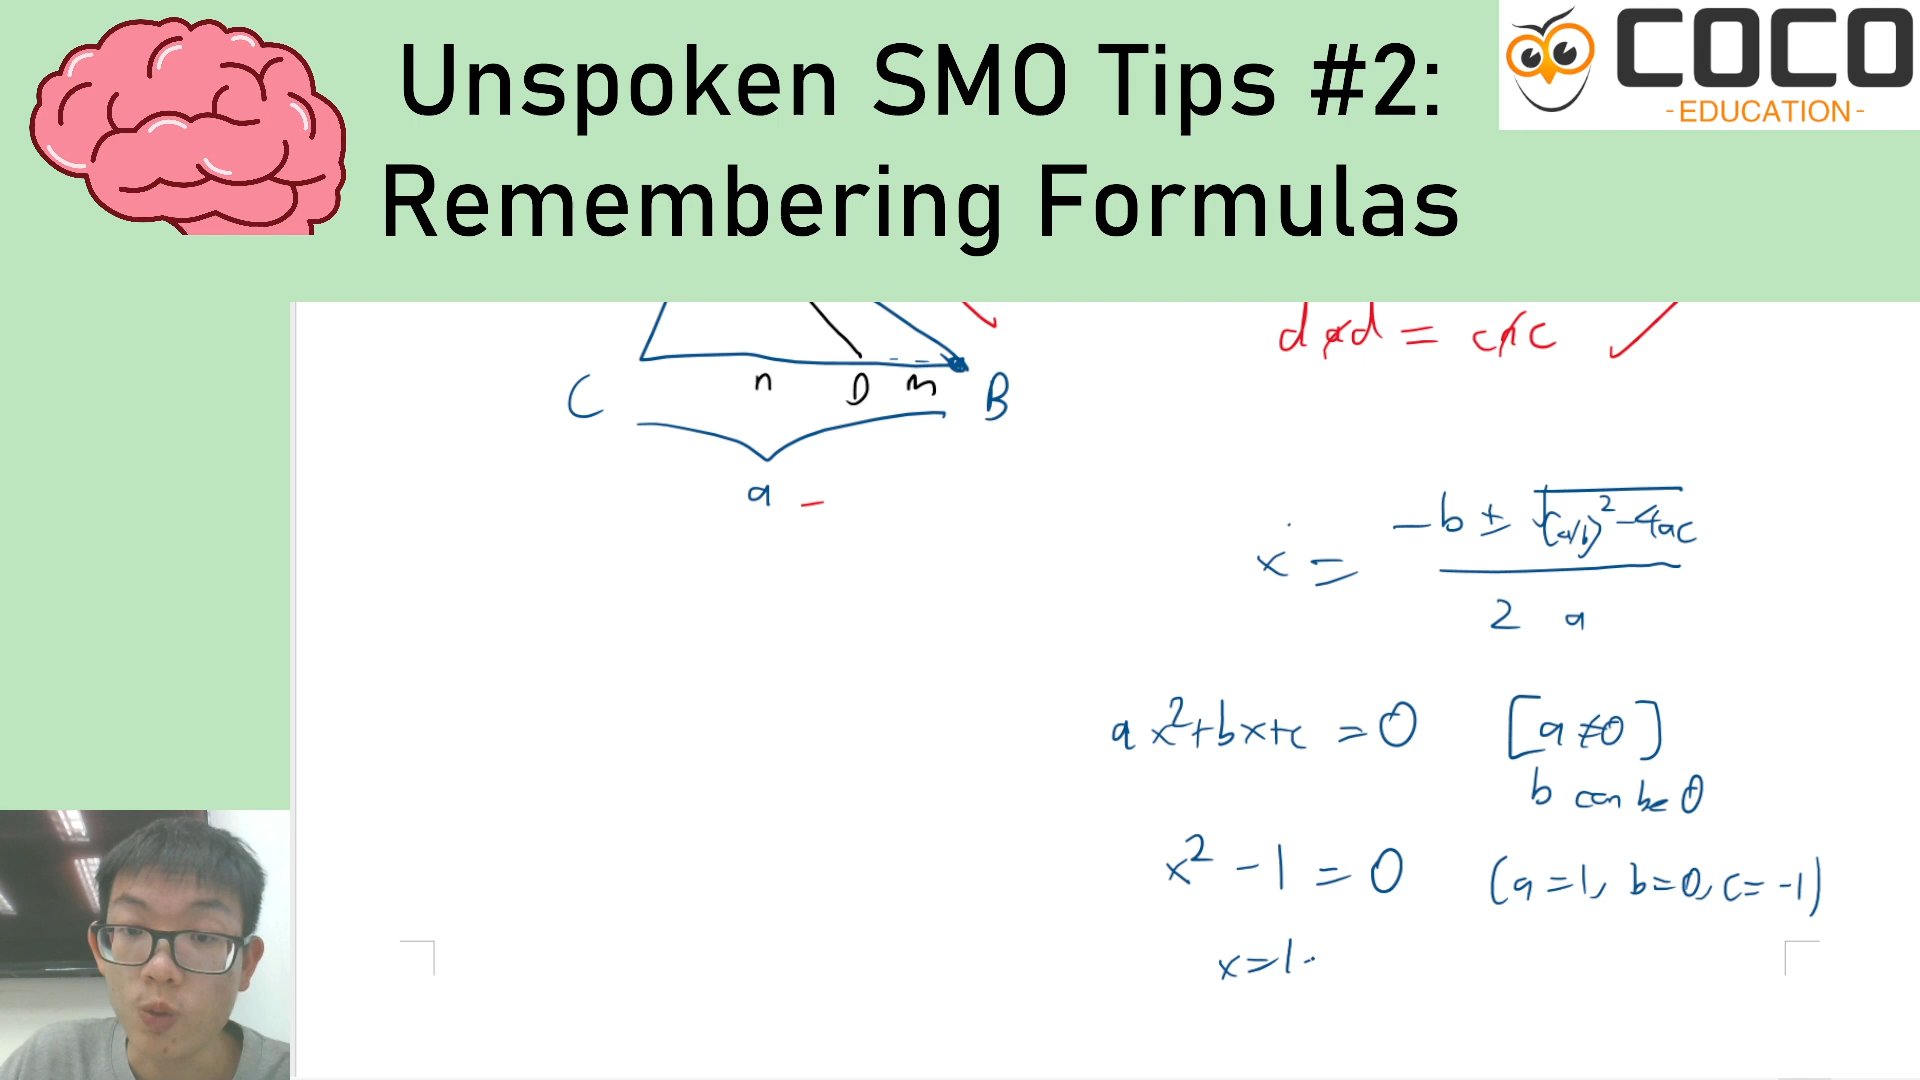 Unspoken SMO Tips #2:
Remembering Formulas
COCO
-EDUCATION-
C n D m B
a -
d×d = c×c ✓
x = (-b ± √((a/b)² - 4ac)) / (2 a)
ax²+bx+c = 0 [a≠0]
b can be 0
x² - 1 = 0 (a=1, b=0, c= -1)
x=1.